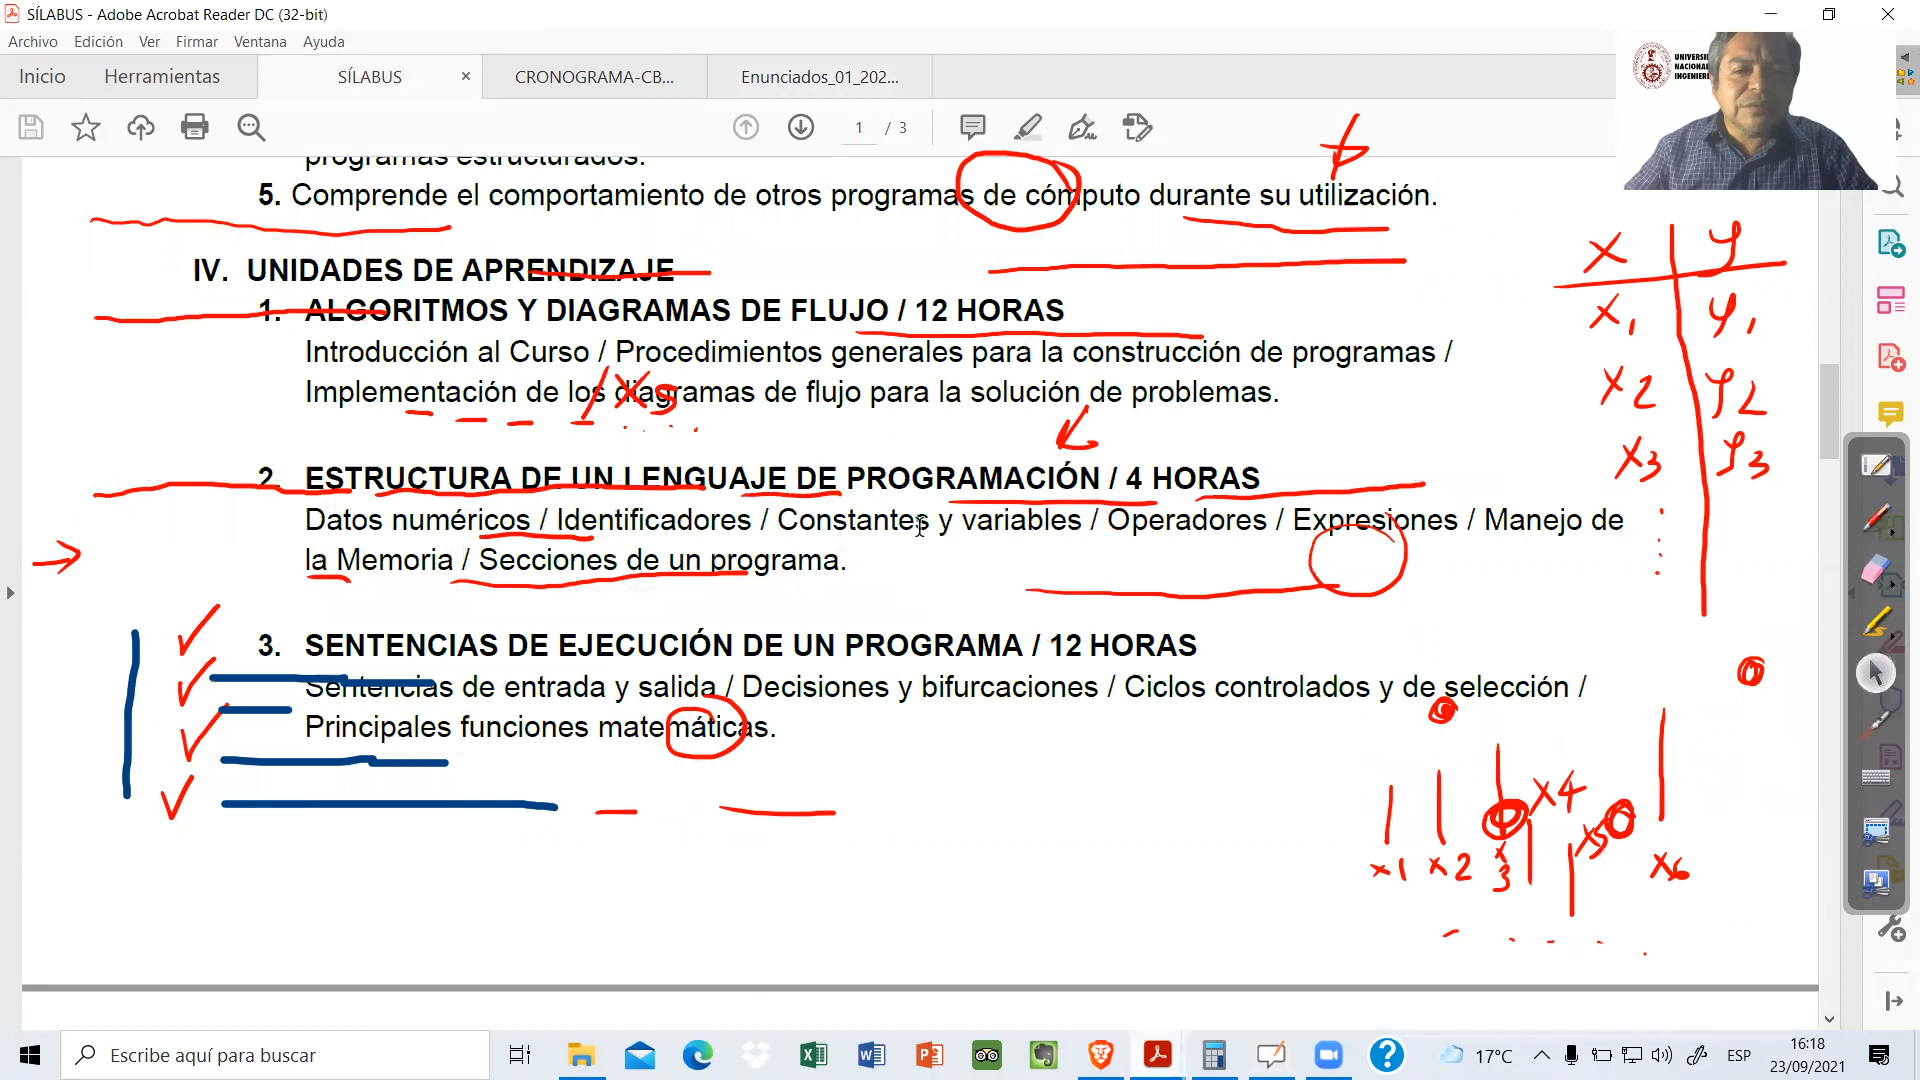 SÍLABUS - Adobe Acrobat Reader DC (32-bit)
Archivo Edición Ver Firmar Ventana Ayuda
Inicio Herramientas SÍLABUS × CRONOGRAMA-CB... Enunciados_01_202...
1 / 3
UNIVERS
NACIONAL
INGENIER
programas estructurados.
5. Comprende el comportamiento de otros programas de cómputo durante su utilización.
IV. UNIDADES DE APRENDIZAJE
1. ALGORITMOS Y DIAGRAMAS DE FLUJO / 12 HORAS
Introducción al Curso / Procedimientos generales para la construcción de programas /
Implementación de los diagramas de flujo para la solución de problemas.
2. ESTRUCTURA DE UN LENGUAJE DE PROGRAMACIÓN / 4 HORAS
Datos numéricos / Identificadores / Constantes y variables / Operadores / Expresiones / Manejo de
la Memoria / Secciones de un programa.
3. SENTENCIAS DE EJECUCIÓN DE UN PROGRAMA / 12 HORAS
Sentencias de entrada y salida / Decisiones y bifurcaciones / Ciclos controlados y de selección /
Principales funciones matemáticas.
x y
x1 y1
x2 y2
x3 y3
x1 x2 x3 x4 x5 x6
Escribe aquí para buscar
17°C
ESP
16:18
23/09/2021